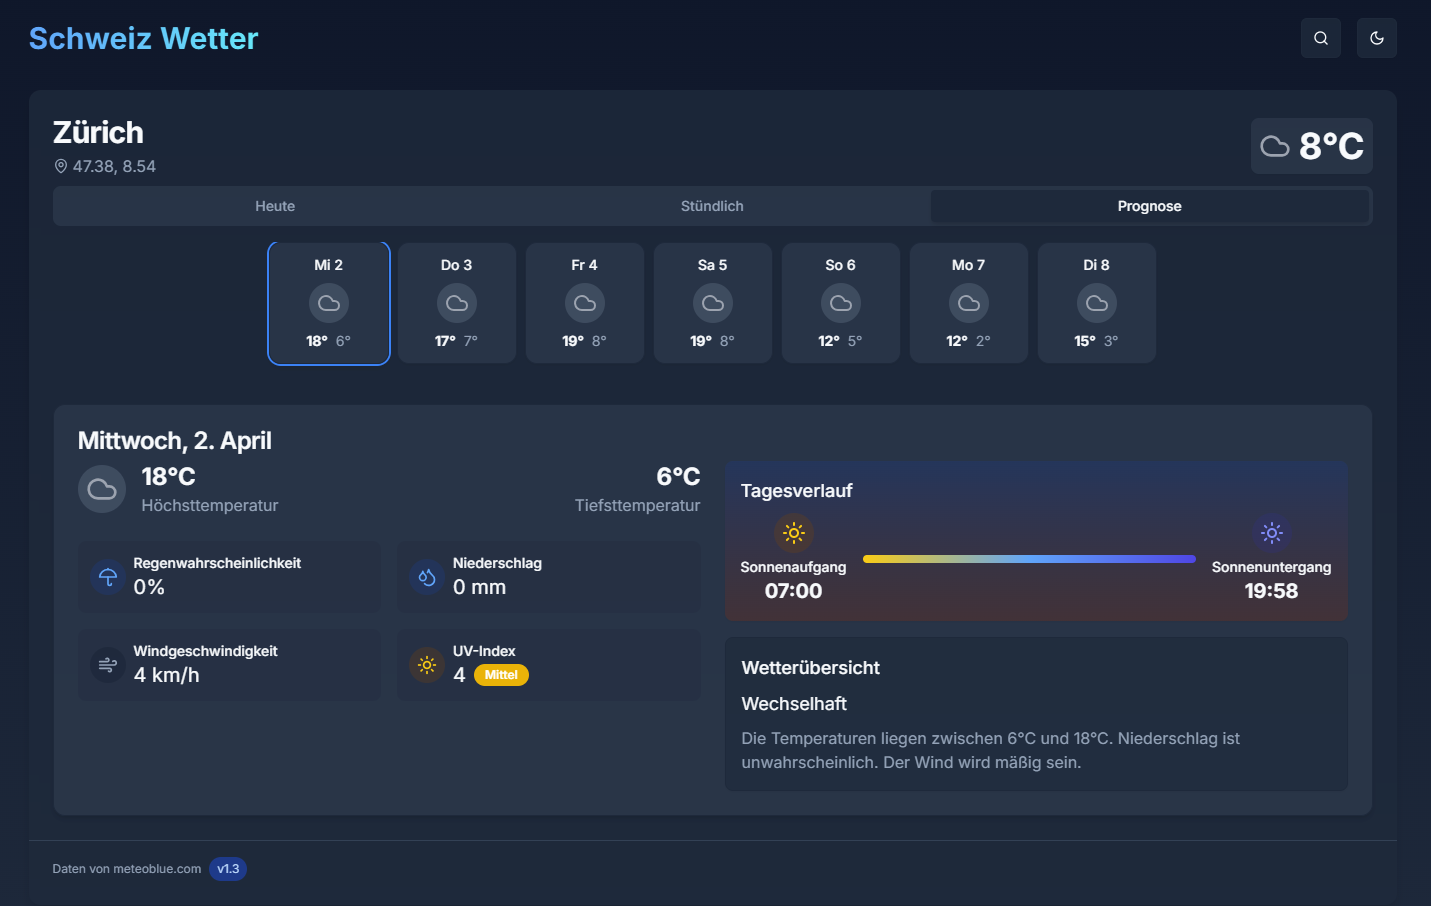 Schweiz Wetter
Zürich
47.38, 8.54
8°C
Heute
Stündlich
Prognose
Mi 2
18° 6°
Do 3
17° 7°
Fr 4
19° 8°
Sa 5
19° 8°
So 6
12° 5°
Mo 7
12° 2°
Di 8
15° 3°
Mittwoch, 2. April
18°C
Höchsttemperatur
6°C
Tiefsttemperatur
Regenwahrscheinlichkeit
0%
Niederschlag
0 mm
Windgeschwindigkeit
4 km/h
UV-Index
4 Mittel
Tagesverlauf
Sonnenaufgang
07:00
Sonnenuntergang
19:58
Wetterübersicht
Wechselhaft
Die Temperaturen liegen zwischen 6°C und 18°C. Niederschlag ist
unwahrscheinlich. Der Wind wird mäßig sein.
Daten von meteoblue.com v1.3